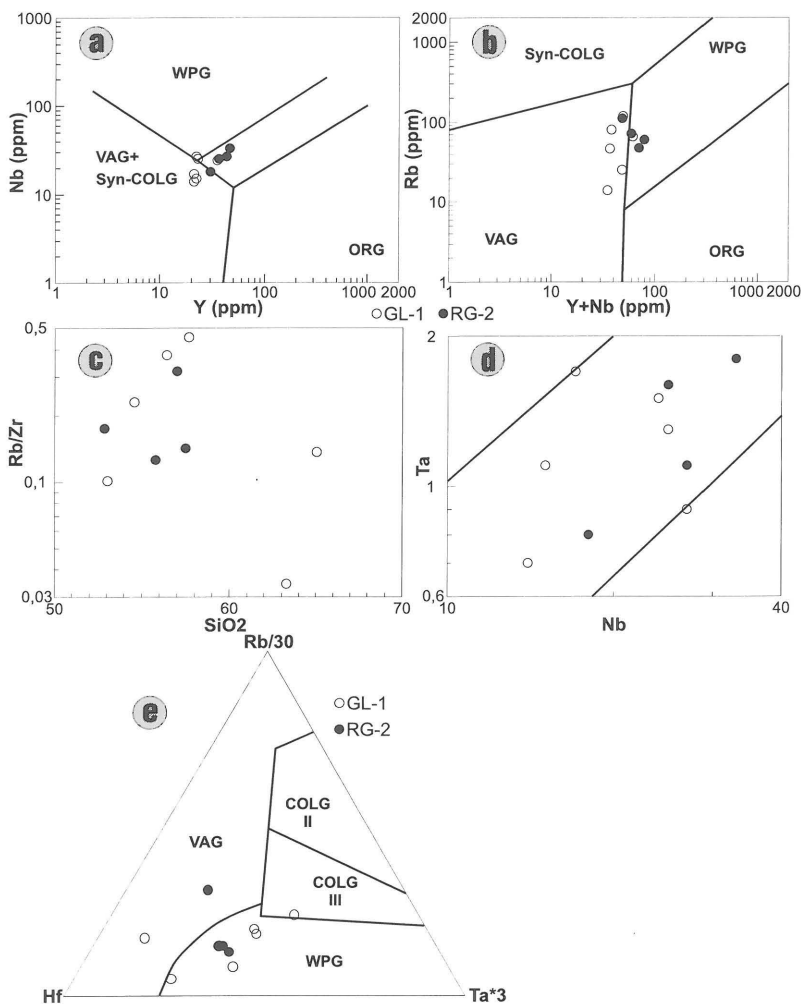 a
1000
100
10
1
Nb (ppm)
WPG
VAG+
Syn-COLG
ORG
1 10 100 1000 2000
Y (ppm)
b
2000
1000
100
10
1
Rb (ppm)
Syn-COLG
WPG
VAG
ORG
1 10 100 1000 2000
Y+Nb (ppm)
GL-1 RG-2
c
0,5
0,1
0,03
Rb/Zr
50 60 70
SiO2
d
2
1
0,6
Ta
10 40
Nb
e
Rb/30
GL-1
RG-2
COLG
II
VAG
COLG
III
WPG
Hf Ta*3